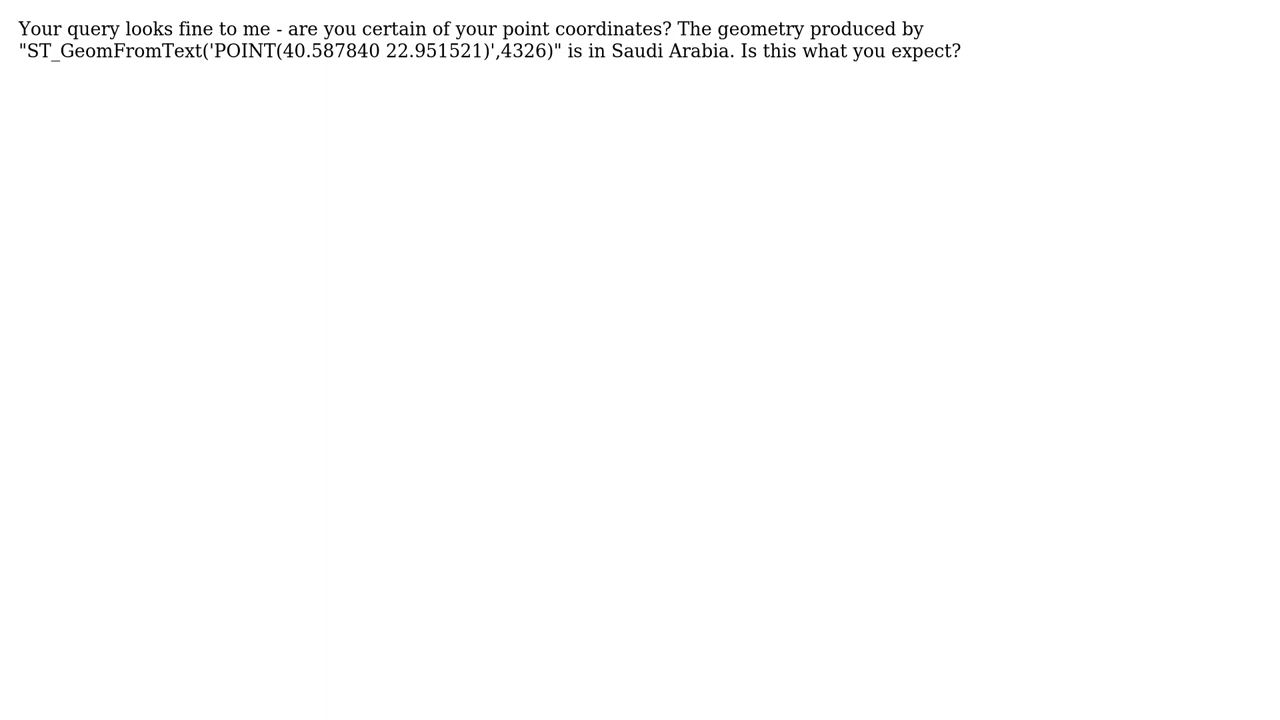 Your query looks fine to me - are you certain of your point coordinates? The geometry produced by
"ST_GeomFromText('POINT(40.587840 22.951521)',4326)" is in Saudi Arabia. Is this what you expect?